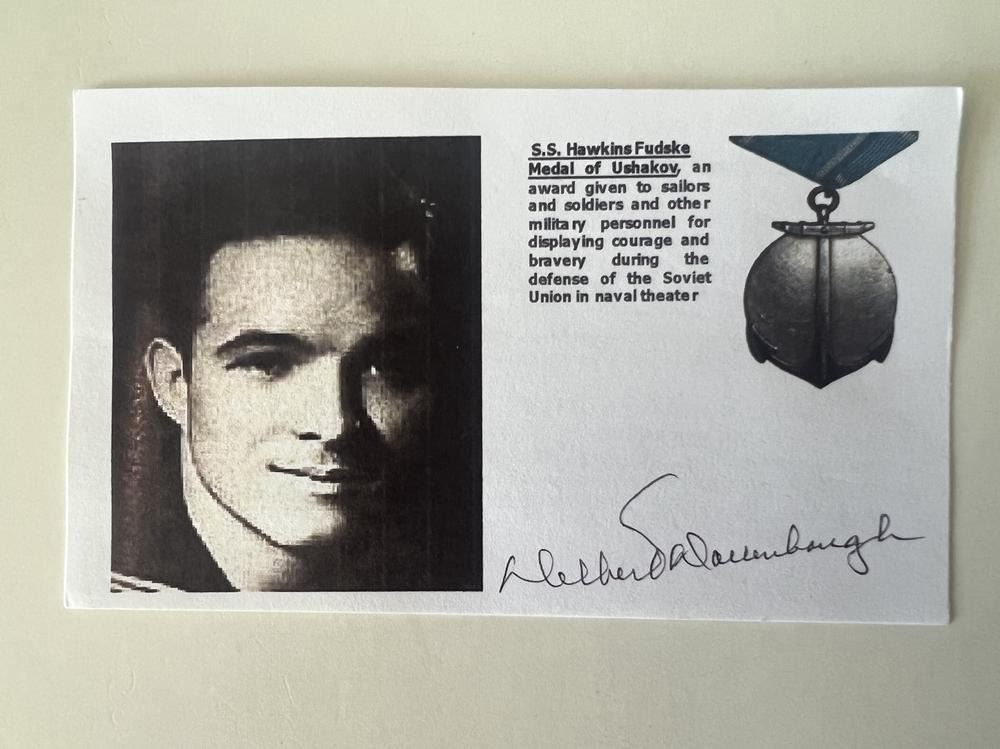 S.S. Hawkins Fudske
Medal of Ushakov, an
award given to sailors
and soldiers and other
military personnel for
displaying courage and
bravery during the
defense of the Soviet
Union in naval theater